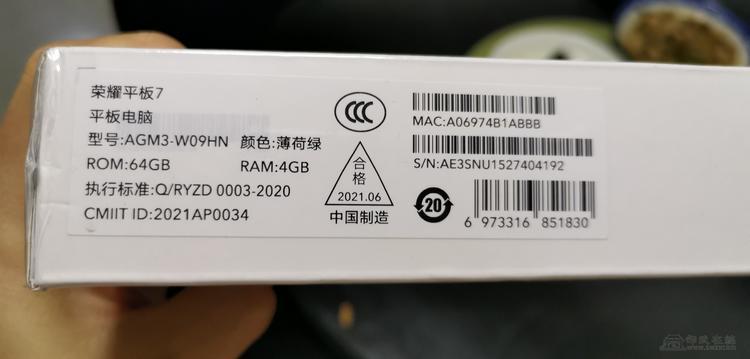 荣耀平板7
平板电脑
型号:AGM3-W09HN 颜色:薄荷绿
ROM:64GB RAM:4GB
执行标准:Q/RYZD 0003-2020
CMIIT ID:2021AP0034
CCC
合格
2021.06
中国制造
MAC:A06974B1ABBB
S/N:AE3SNU1527404192
20
6 973316 851830